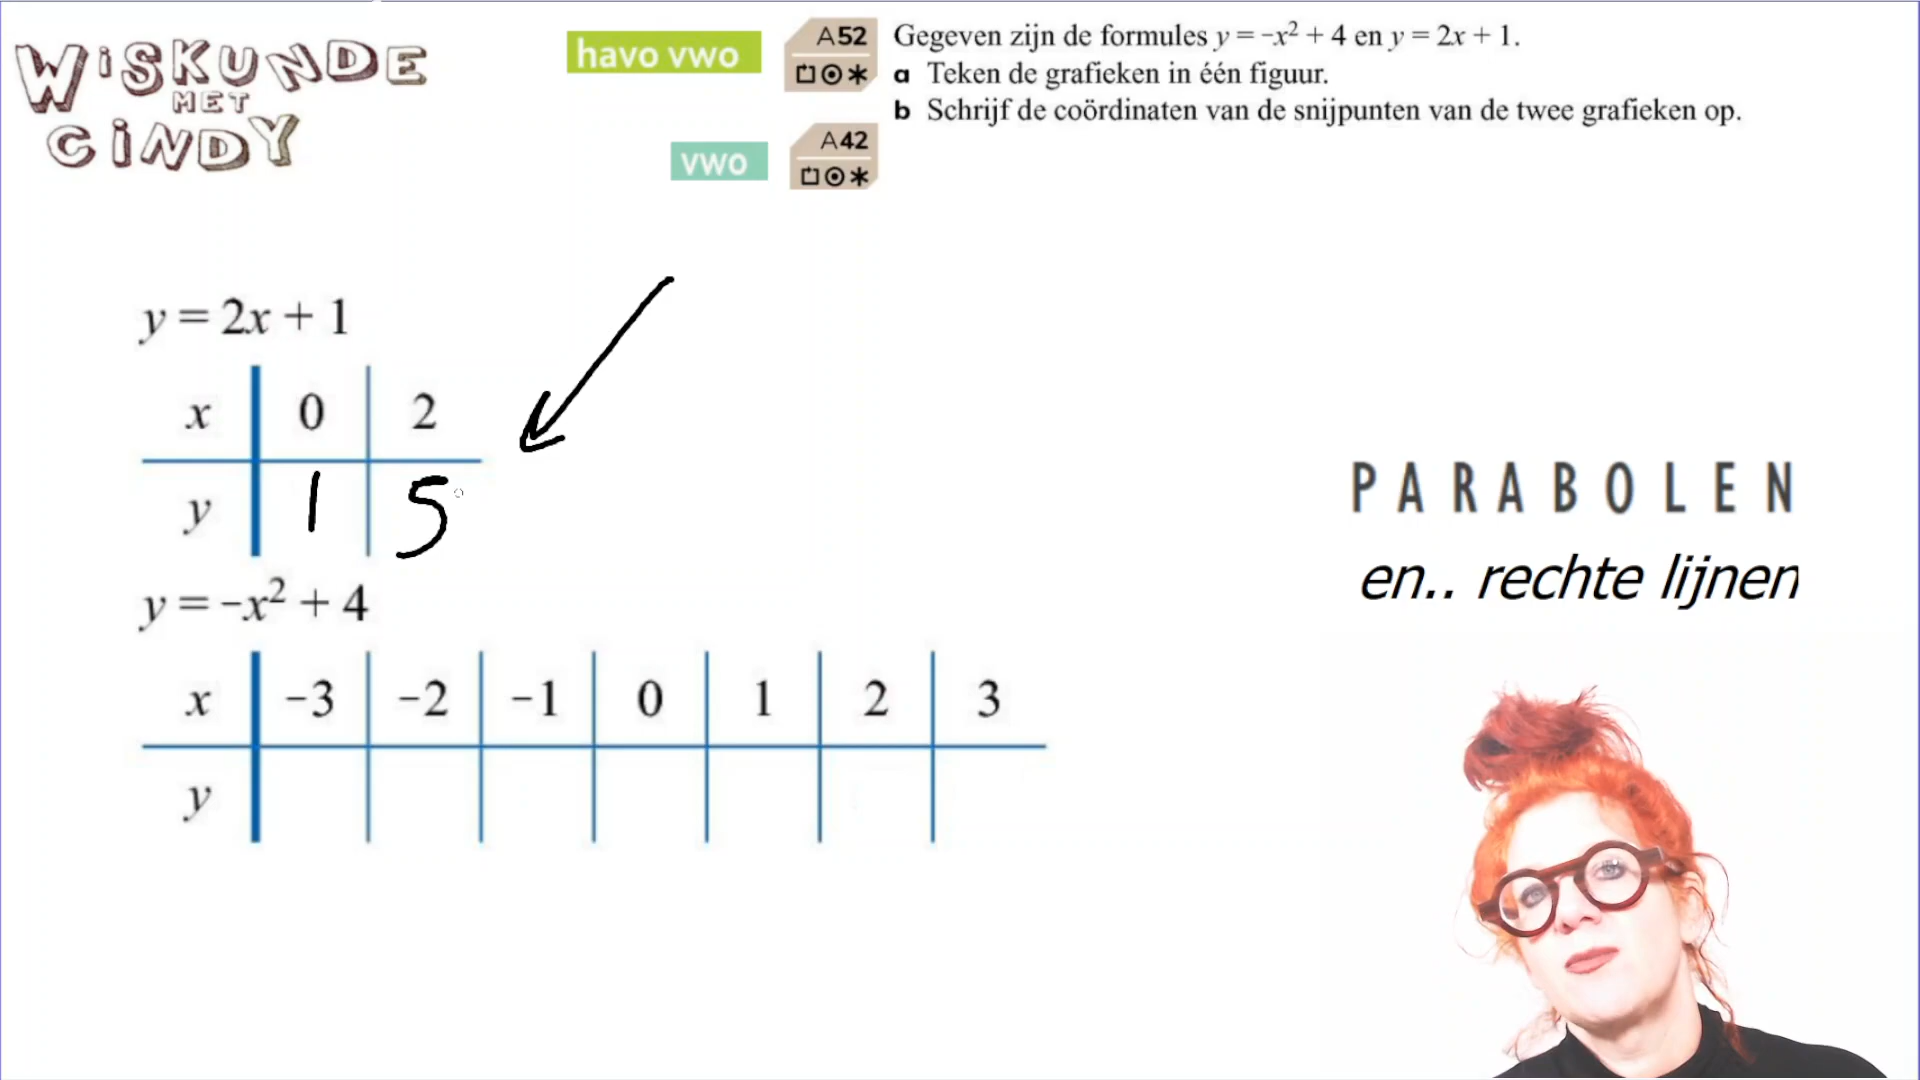 WiSKUNDE
MET
CiNDY
havo vwo
A52
Gegeven zijn de formules y = -x² + 4 en y = 2x + 1.
a Teken de grafieken in één figuur.
b Schrijf de coördinaten van de snijpunten van de twee grafieken op.
vwo
A42
y = 2x + 1
x 0 2
y 1 5
y = -x² + 4
x -3 -2 -1 0 1 2 3
y
PARABOLEN
en.. rechte lijnen